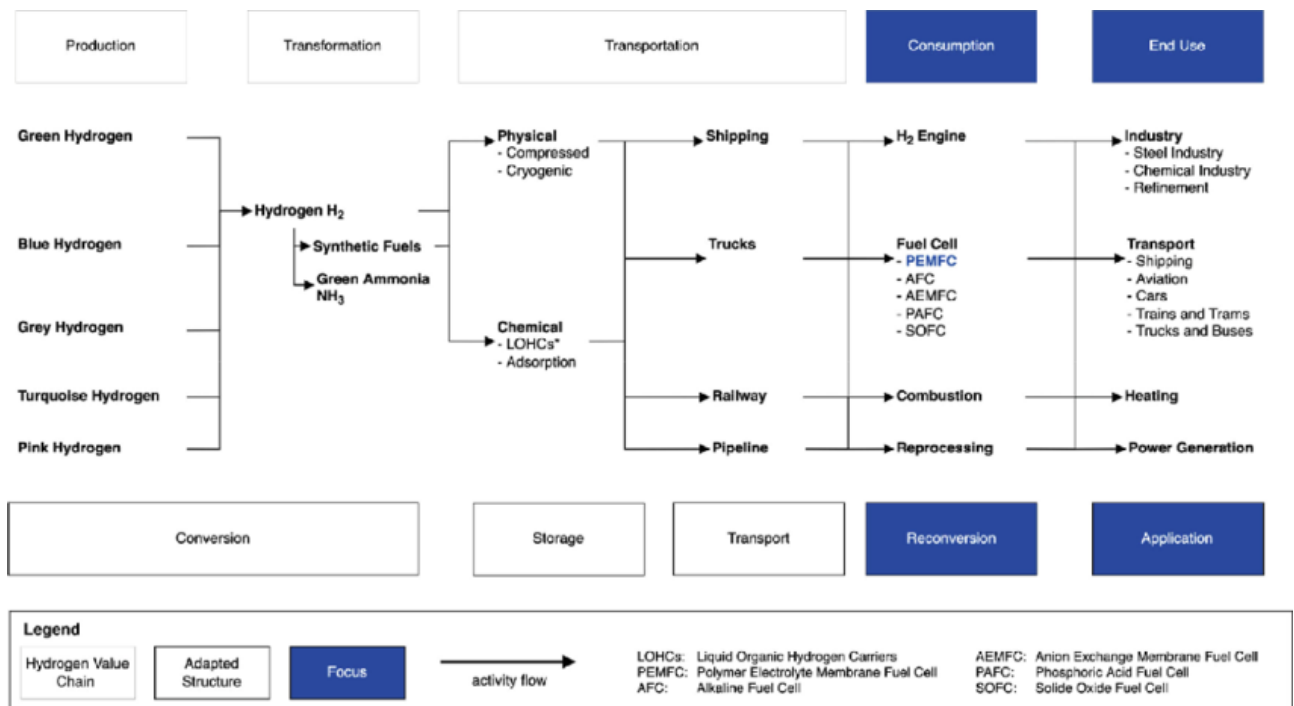 Production
Transformation
Transportation
Consumption
End Use
Green Hydrogen
Blue Hydrogen
Grey Hydrogen
Turquoise Hydrogen
Pink Hydrogen
Hydrogen H₂
Synthetic Fuels
Green Ammonia
NH₃
Physical
- Compressed
- Cryogenic
Chemical
- LOHCs*
- Adsorption
Shipping
Trucks
Railway
Pipeline
H₂ Engine
Fuel Cell
- PEMFC
- AFC
- AEMFC
- PAFC
- SOFC
Combustion
Reprocessing
Industry
- Steel Industry
- Chemical Industry
- Refinement
Transport
- Shipping
- Aviation
- Cars
- Trains and Trams
- Trucks and Buses
Heating
Power Generation
Conversion
Storage
Transport
Reconversion
Application
Legend
Hydrogen Value
Chain
Adapted
Structure
Focus
activity flow
LOHCs: Liquid Organic Hydrogen Carriers
PEMFC: Polymer Electrolyte Membrane Fuel Cell
AFC: Alkaline Fuel Cell
AEMFC: Anion Exchange Membrane Fuel Cell
PAFC: Phosphoric Acid Fuel Cell
SOFC: Solide Oxide Fuel Cell